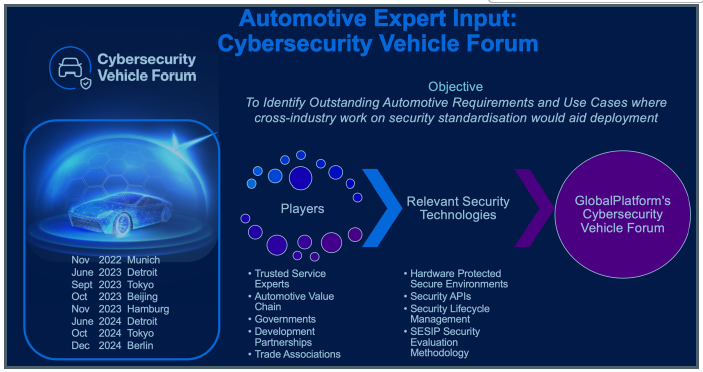 Automotive Expert Input:
Cybersecurity Vehicle Forum
Cybersecurity
Vehicle Forum
Objective
To Identify Outstanding Automotive Requirements and Use Cases where
cross-industry work on security standardisation would aid deployment
Nov 2022 Munich
June 2023 Detroit
Sept 2023 Tokyo
Oct 2023 Beijing
Nov 2023 Hamburg
June 2024 Detroit
Oct 2024 Tokyo
Dec 2024 Berlin
Players
• Trusted Service
Experts
• Automotive Value
Chain
• Governments
• Development
Partnerships
• Trade Associations
Relevant Security
Technologies
• Hardware Protected
Secure Environments
• Security APIs
• Security Lifecycle
Management
• SESIP Security
Evaluation
Methodology
GlobalPlatform's
Cybersecurity
Vehicle Forum